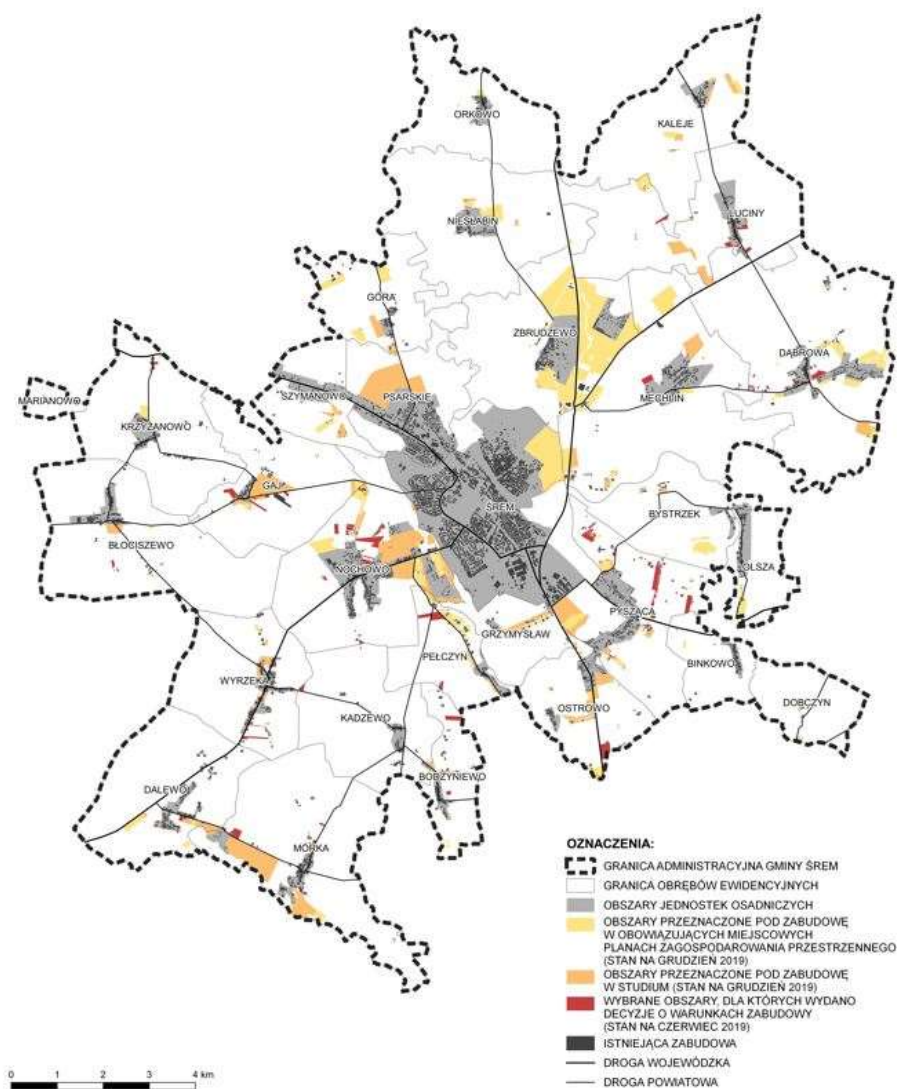 ORKOWO
KALEJE
NIESŁABIN
LUCINY
GÓRA
ZBRUDZEWO
DĄBROWA
SZYMANOWO
PSARSKIE
MECHLIN
MARIANOWO
KRZYŻANOWO
GAJ
ŚREM
BYSTRZEK
BŁOCISZEWO
OLSZA
NOCHOWO
PYSZĄCA
GRZYMYSŁAW
PEŁCZYN
BINKOWO
WYRZEKA
DOBCZYN
OSTROWO
KADZEWO
BODZYNIEWO
DALEWO
MÓRKA
OZNACZENIA:
GRANICA ADMINISTRACYJNA GMINY ŚREM
GRANICA OBRĘBÓW EWIDENCYJNYCH
OBSZARY JEDNOSTEK OSADNICZYCH
OBSZARY PRZEZNACZONE POD ZABUDOWĘ
W OBOWIĄZUJĄCYCH MIEJSCOWYCH
PLANACH ZAGOSPODAROWANIA PRZESTRZENNEGO
(STAN NA GRUDZIEŃ 2019)
OBSZARY PRZEZNACZONE POD ZABUDOWĘ
W STUDIUM (STAN NA GRUDZIEŃ 2019)
WYBRANE OBSZARY, DLA KTÓRYCH WYDANO
DECYZJE O WARUNKACH ZABUDOWY
(STAN NA CZERWIEC 2019)
ISTNIEJĄCA ZABUDOWA
DROGA WOJEWÓDZKA
DROGA POWIATOWA
0 1 2 3 4 km